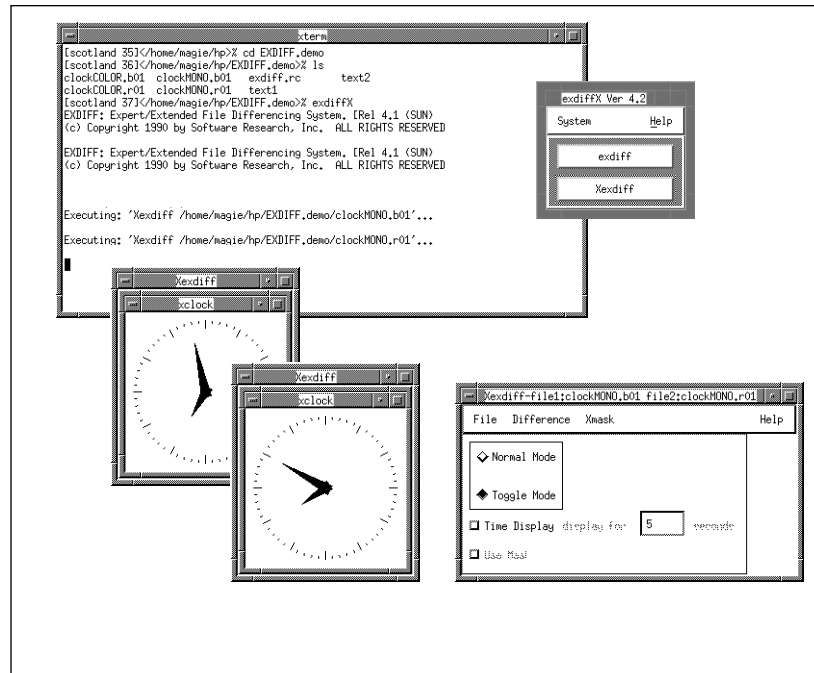 xterm
[scotland 35]</home/magie/hp>% cd EXDIFF.demo
[scotland 36]</home/magie/hp/EXDIFF.demo>% ls
clockCOLOR.b01 clockMONO.b01 exdiff.rc text2
clockCOLOR.r01 clockMONO.r01 text1
[scotland 37]</home/magie/hp/EXDIFF.demo>% exdiffX
EXDIFF: Expert/Extended File Differencing System. [Rel 4.1 (SUN)
(c) Copyright 1990 by Software Research, Inc. ALL RIGHTS RESERVED
EXDIFF: Expert/Extended File Differencing System. [Rel 4.1 (SUN)
(c) Copyright 1990 by Software Research, Inc. ALL RIGHTS RESERVED
Executing: 'Xexdiff /home/magie/hp/EXDIFF.demo/clockMONO.b01'...
Executing: 'Xexdiff /home/magie/hp/EXDIFF.demo/clockMONO.r01'...
exdiffX Ver 4.2
System Help
exdiff
Xexdiff
Xexdiff
xclock
Xexdiff
xclock
Xexdiff-file1:clockMONO.b01 file2:clockMONO.r01
File Difference Xmask Help
Normal Mode
Toggle Mode
Time Display display for 5 seconds
Use Mask